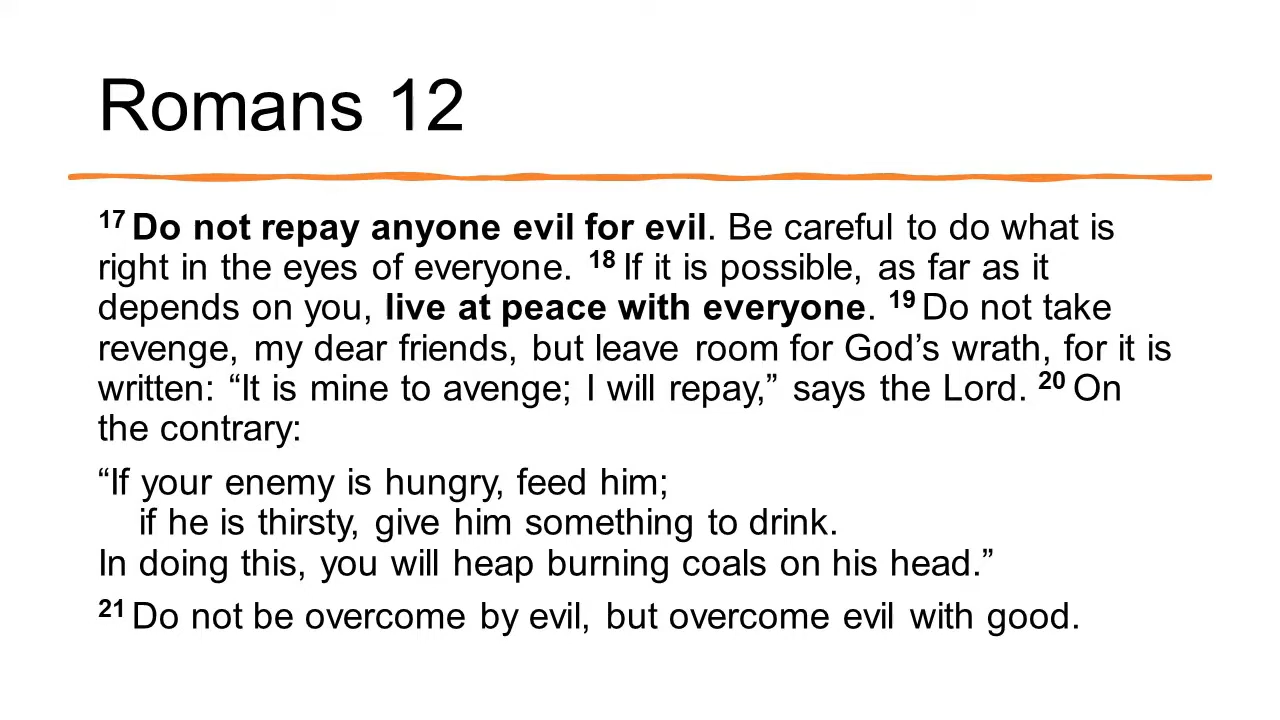 Romans 12
17 Do not repay anyone evil for evil. Be careful to do what is
right in the eyes of everyone. 18 If it is possible, as far as it
depends on you, live at peace with everyone. 19 Do not take
revenge, my dear friends, but leave room for God’s wrath, for it is
written: “It is mine to avenge; I will repay,” says the Lord. 20 On
the contrary:
“If your enemy is hungry, feed him;
if he is thirsty, give him something to drink.
In doing this, you will heap burning coals on his head.”
21 Do not be overcome by evil, but overcome evil with good.